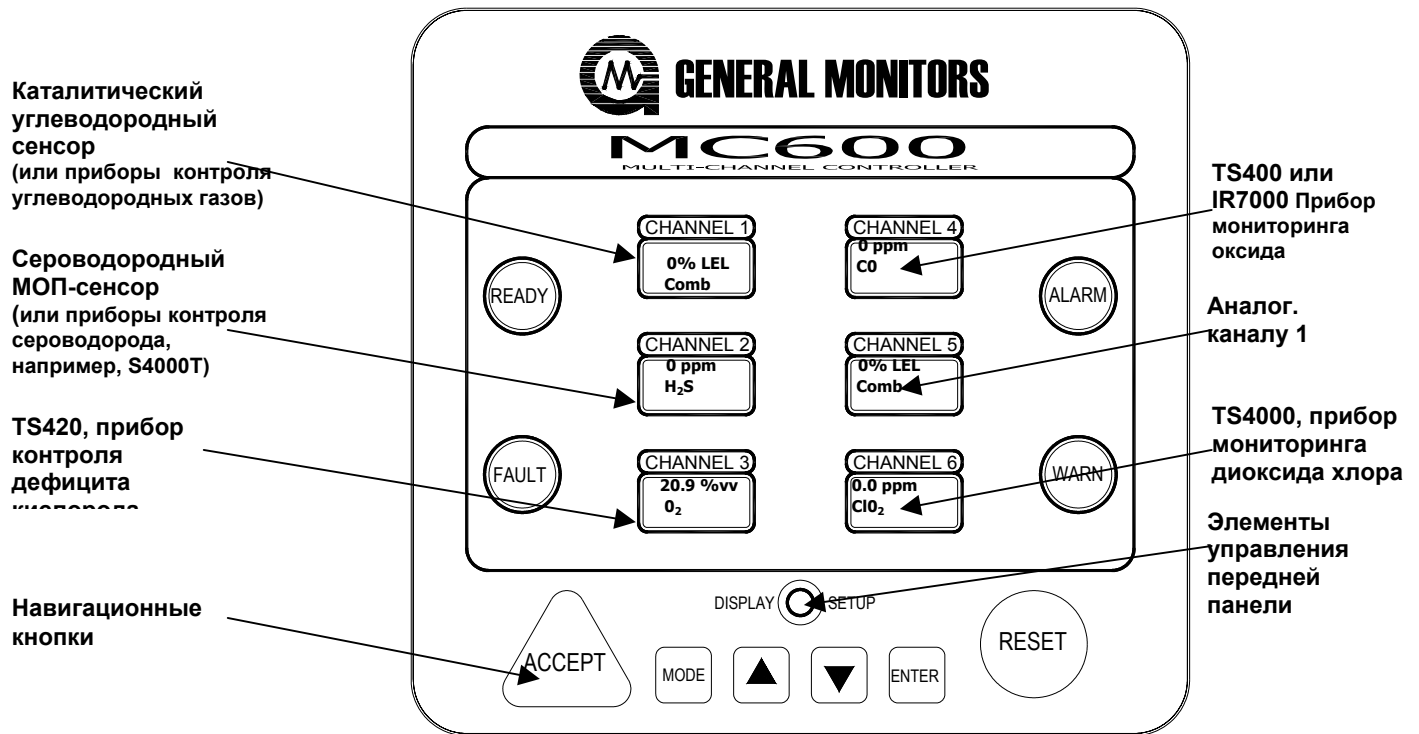 Каталитический
углеводородный
сенсор
(или приборы контроля
углеводородных газов)
Сероводородный
МОП-сенсор
(или приборы контроля
сероводорода,
например, S4000T)
TS420, прибор
контроля
дефицита
кислорода
Навигационные
кнопки
GENERAL MONITORS
MC600
MULTI-CHANNEL CONTROLLER
READY
FAULT
CHANNEL 1
0% LEL
Comb
CHANNEL 2
0 ppm
H₂S
CHANNEL 3
20.9 %vv
0₂
CHANNEL 4
0 ppm
C0
CHANNEL 5
0% LEL
Comb
CHANNEL 6
0.0 ppm
Cl0₂
ALARM
WARN
DISPLAY SETUP
ACCEPT
MODE
ENTER
RESET
TS400 или
IR7000 Прибор
мониторинга
оксида
Аналог.
каналу 1
TS4000, прибор
мониторинга
диоксида хлора
Элементы
управления
передней
панели